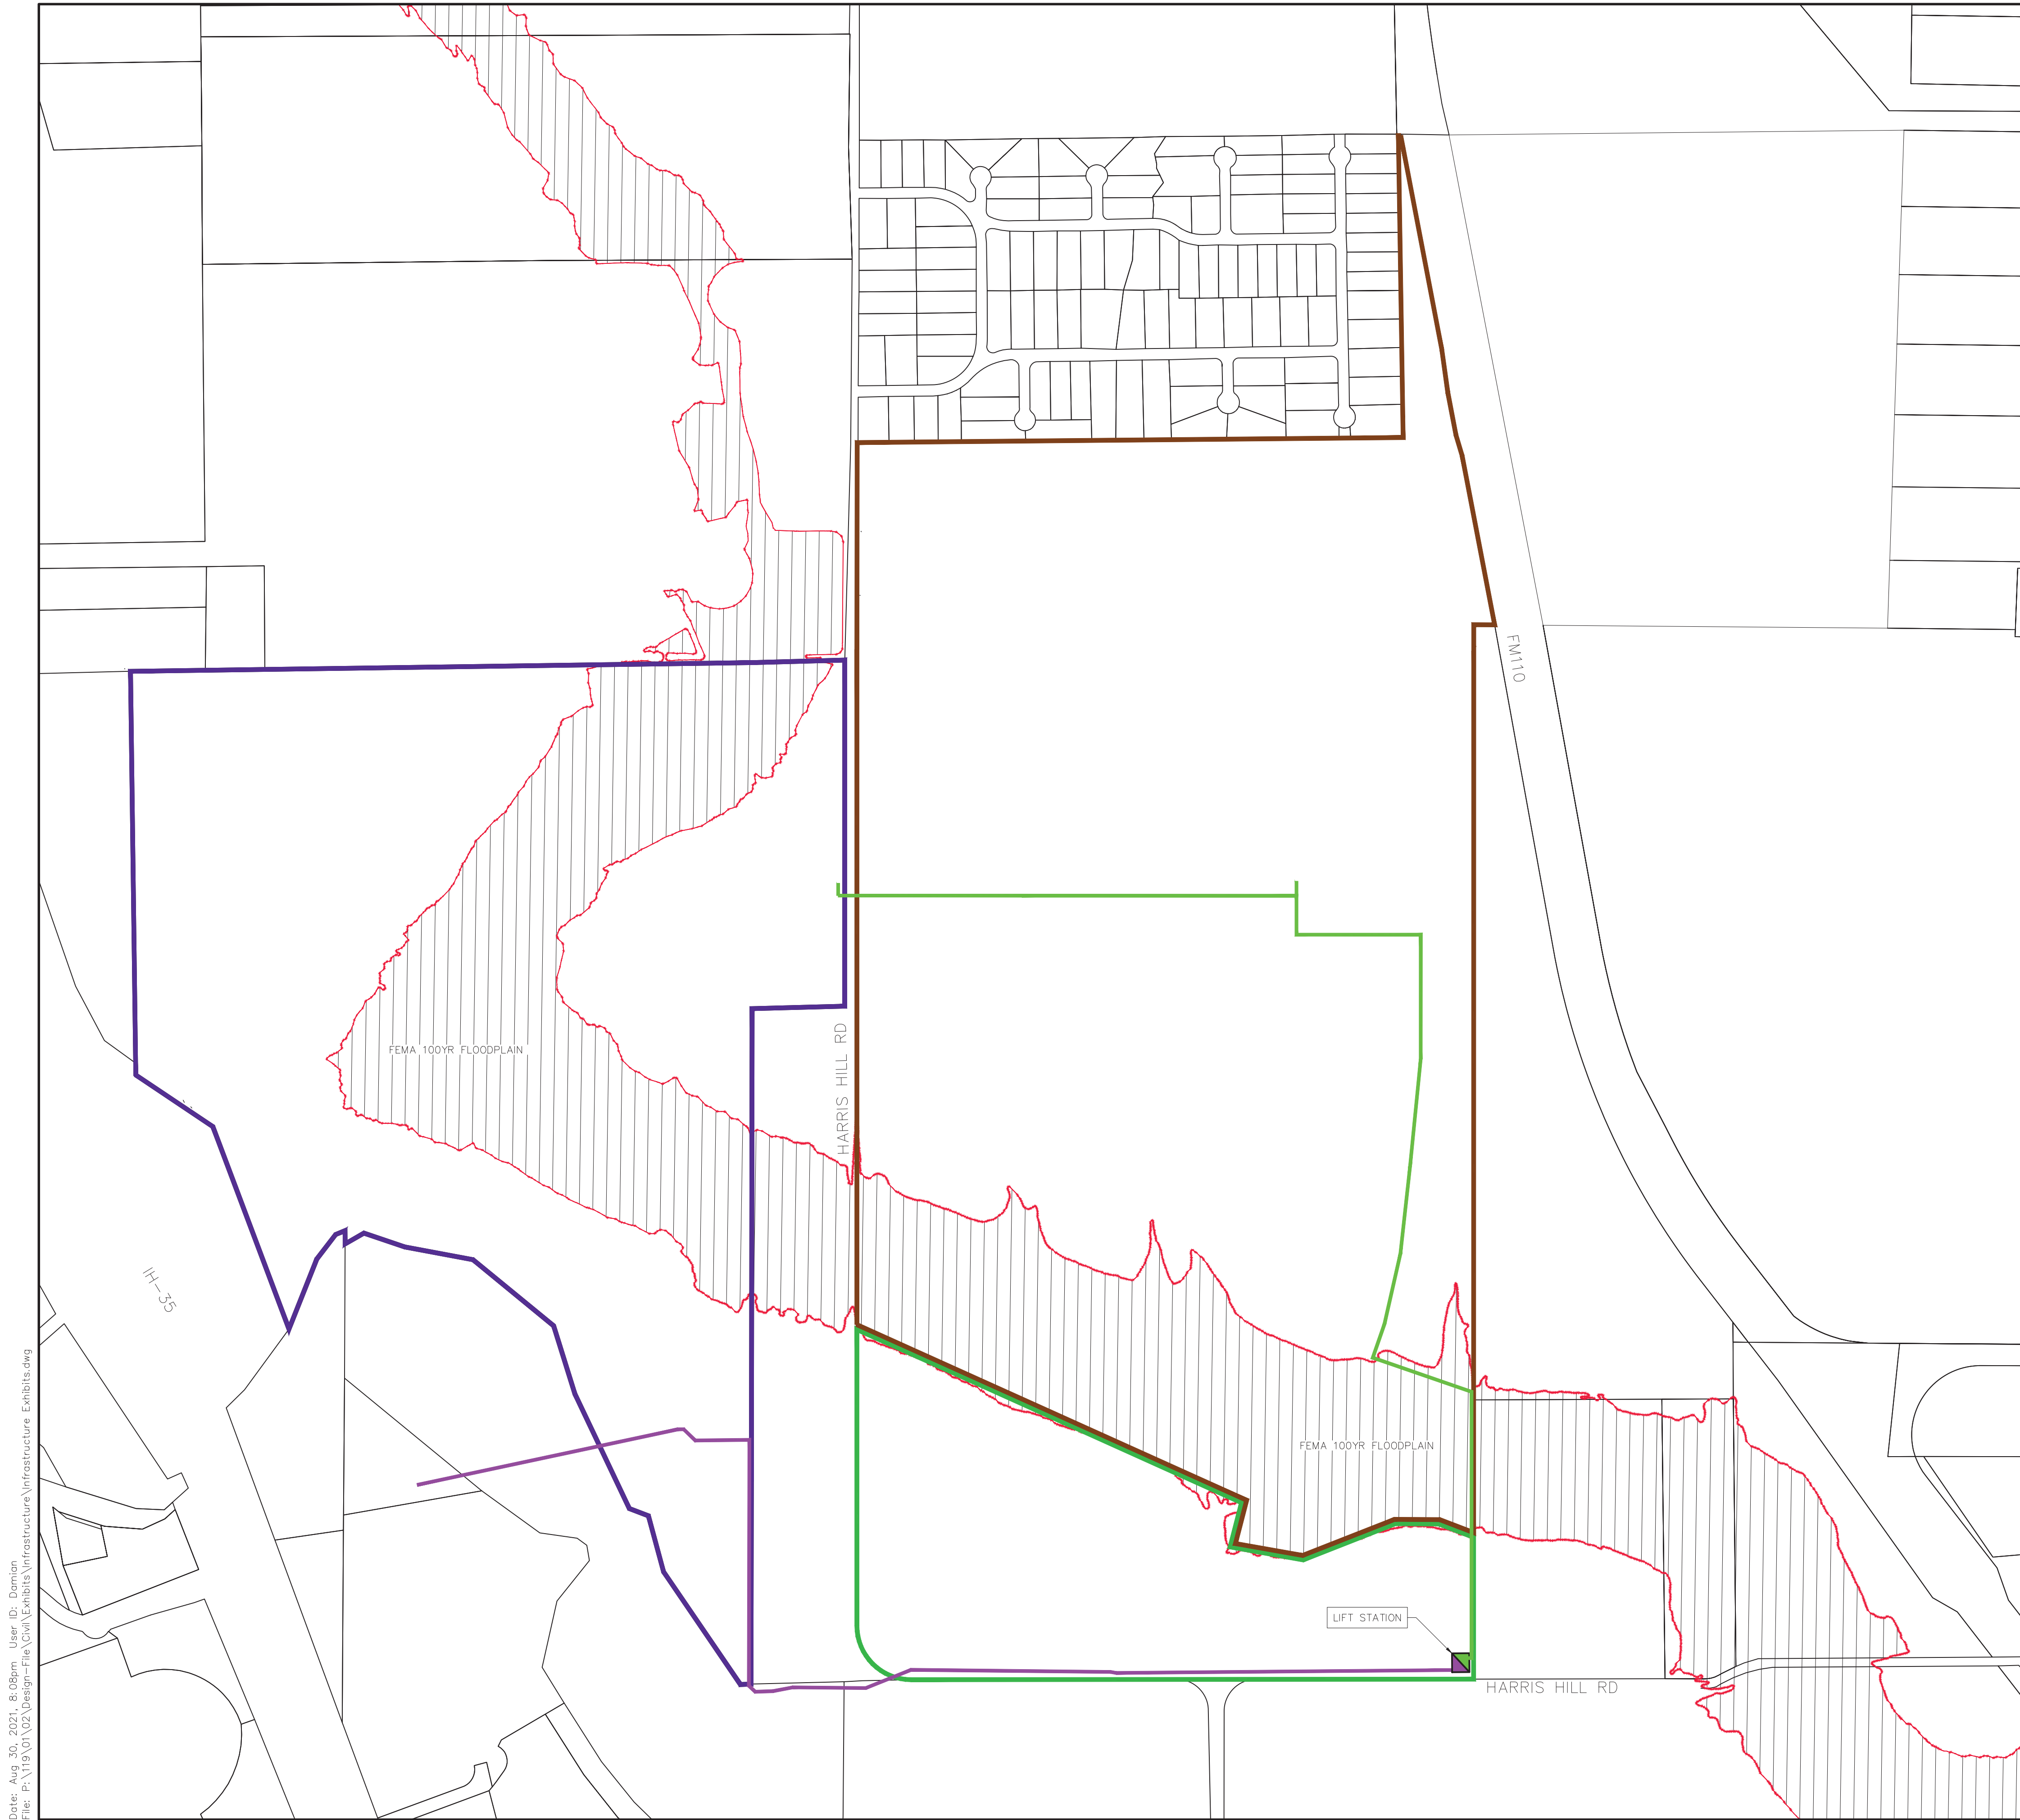 FM110
HARRIS HILL RD
FEMA 100YR FLOODPLAIN
IH-35
FEMA 100YR FLOODPLAIN
LIFT STATION
HARRIS HILL RD
Date: Aug 30, 2021, 8:08pm User ID: Damian
File: P:\119\01\02\Design-File\Civil\Exhibits\Infrastructure\Infrastructure Exhibits.dwg